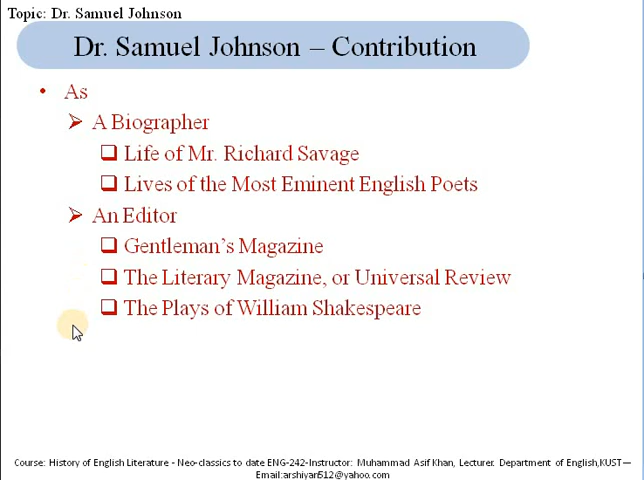 Topic: Dr. Samuel Johnson
Dr. Samuel Johnson – Contribution
• As
➢ A Biographer
❑ Life of Mr. Richard Savage
❑ Lives of the Most Eminent English Poets
➢ An Editor
❑ Gentleman’s Magazine
❑ The Literary Magazine, or Universal Review
❑ The Plays of William Shakespeare
Course: History of English Literature - Neo-classics to date ENG-242-Instructor: Muhammad Asif Khan, Lecturer. Department of English,KUST—
Email:arshiyan512@yahoo.com